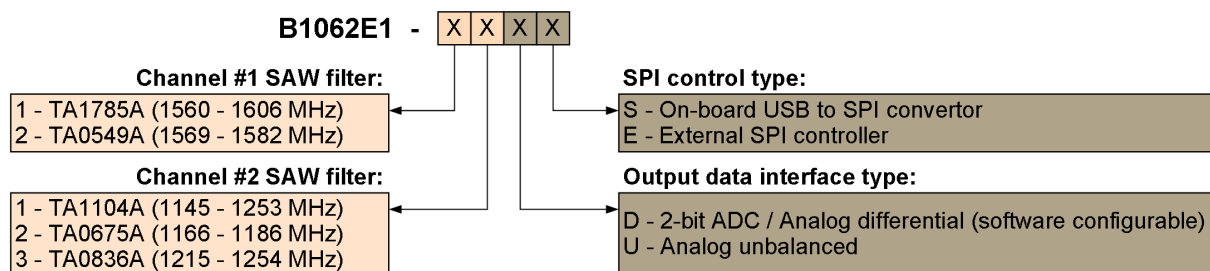 B1062E1 - X X X X
Channel #1 SAW filter:
1 - TA1785A (1560 - 1606 MHz)
2 - TA0549A (1569 - 1582 MHz)
SPI control type:
S - On-board USB to SPI convertor
E - External SPI controller
Channel #2 SAW filter:
1 - TA1104A (1145 - 1253 MHz)
2 - TA0675A (1166 - 1186 MHz)
3 - TA0836A (1215 - 1254 MHz)
Output data interface type:
D - 2-bit ADC / Analog differential (software configurable)
U - Analog unbalanced